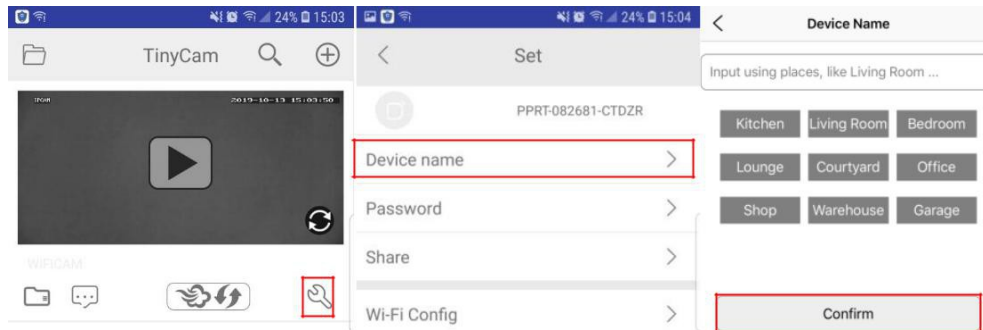 24% 15:03
TinyCam
IPCAM
2019-10-13 15:03:50
WIFICAM
24% 15:04
Set
PPRT-082681-CTDZR
Device name
Password
Share
Wi-Fi Config
Device Name
Input using places, like Living Room ...
Kitchen Living Room Bedroom
Lounge Courtyard Office
Shop Warehouse Garage
Confirm